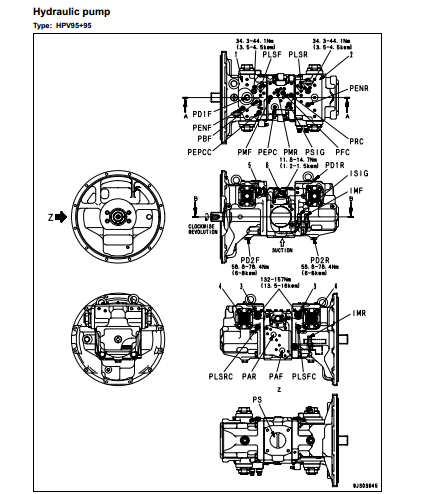 Hydraulic pump
Type: HPV95+95
34.3-44.1Nm
(3.5-4.5kgm)
34.3-44.1Nm
(3.5-4.5kgm)
1 PLSF PLSR 2
PENR
A A
PD1F
PENF
PBF
PEPCC
PRC
PMF PEPC PMR PSIG PFC
11.8-14.7Nm
(1.2-1.5kgm)
PD1R
5 6
ISIG
IMF
B B
Z
CLOCKWISE
REVOLUTION
SUCTION
PD2F
58.8-78.4Nm
(6-8kgm)
PD2R
58.8-78.4Nm
(6-8kgm)
132-157Nm
(13.5-16kgm)
4 3 3 4
IMR
PLSRC PAR PAF PLSFC
Z
PS
9JS03845